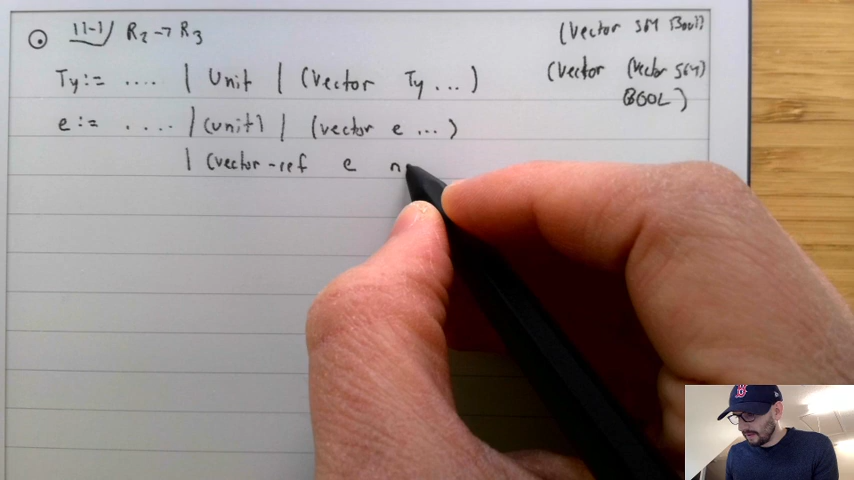 11-1/ R2 → R3
Ty := .... | Unit | (Vector Ty ...)
e := .... | (unit) | (vector e ...)
| (vector-ref e n
(Vector S64 Bool)
(Vector (Vector S64)
BOOL)
B